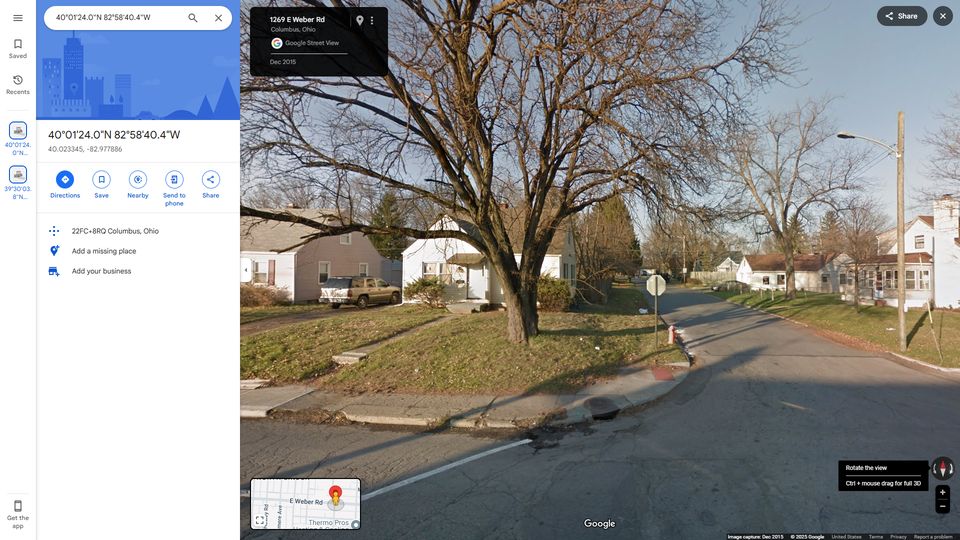 40°01'24.0"N 82°58'40.4"W
Saved
Recents
40°01'24.
0"N...
39°30'03.
8"N...
Get the
app
40°01'24.0"N 82°58'40.4"W
40.023345, -82.977886
Directions
Save
Nearby
Send to
phone
Share
22FC+8RQ Columbus, Ohio
Add a missing place
Add your business
1269 E Weber Rd
Columbus, Ohio
Google Street View
Dec 2015
Share
E Weber Rd
Thermo Pros
Google
Rotate the view
Ctrl + mouse drag for full 3D
Image capture: Dec 2015 © 2025 Google United States Terms Privacy Report a problem